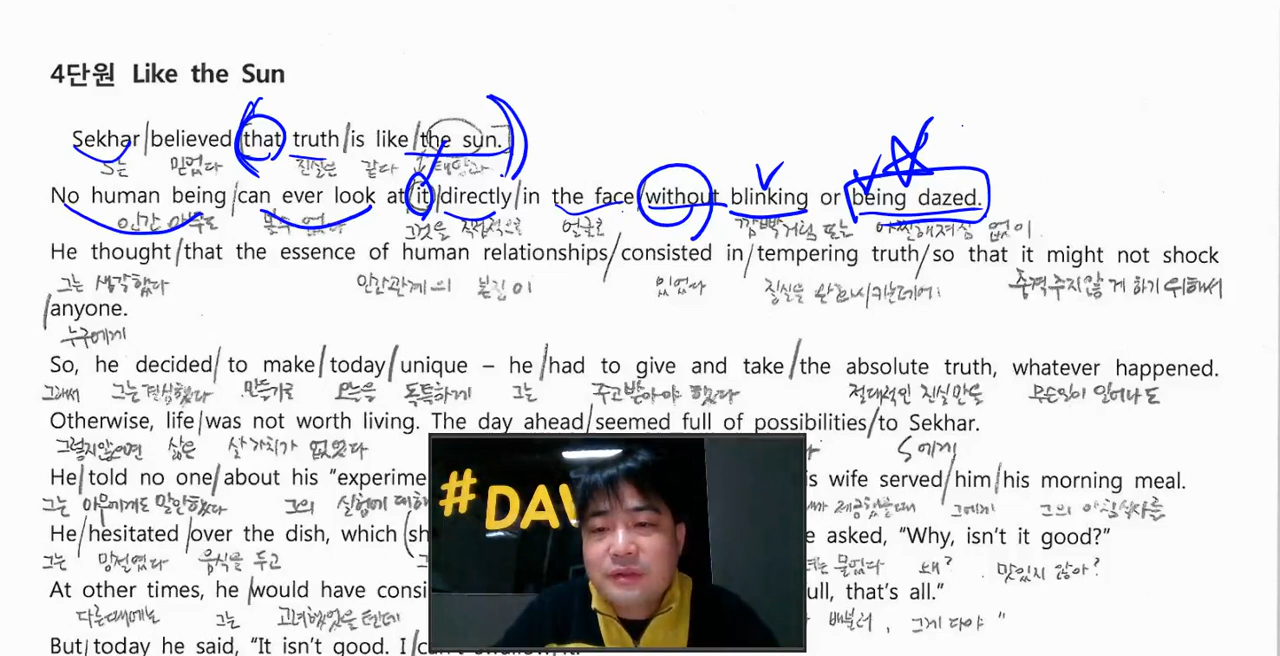 4단원 Like the Sun
Sekhar/believed/that truth/is like/the sun.
S는 믿었다 진실은 같다 태양과
No human being/can ever look at/it/directly/in the face/without blinking or being dazed.
인간 아무도 볼수 없다 그것을 직접적으로 얼굴로 깜빡거림 또는 없이.
He thought/that the essence of human relationships/consisted in/tempering truth/so that it might not shock
그는 생각했다 인간관계의 본질이 있었다 진실을 충격주지않게 하기 위해서
/anyone.
누구에게
So, he decided/to make/today/unique – he/had to give and take/the absolute truth, whatever happened.
그래서 그는 결심했다 만들기로 오늘을 독특하게 그는 주고받아야 했다 절대적인 진실만을 무슨일이 일어나도
Otherwise, life/was not worth living. The day ahead/seemed full of possibilities/to Sekhar.
그렇지않으면 삶은 살가치가 없었다 S에게
He/told no one/about his “experime s wife served/him/his morning meal.
그는 아무에게도 말안했다 그의 실험에 대해 제공했을때 그에게 그의 아침식사를
He/hesitated/over the dish, which (sh e asked, “Why, isn’t it good?”
그는 망설였다 음식을 두고 물었다 왜? 맛있지 않아?
At other times, he/would have consi ull, that’s all.”
다른때에는 그는 고려했었을 텐데 배불러, 그게 다야 ”
But/today he said, “It isn’t good. I/can't swallow it.
#DAV